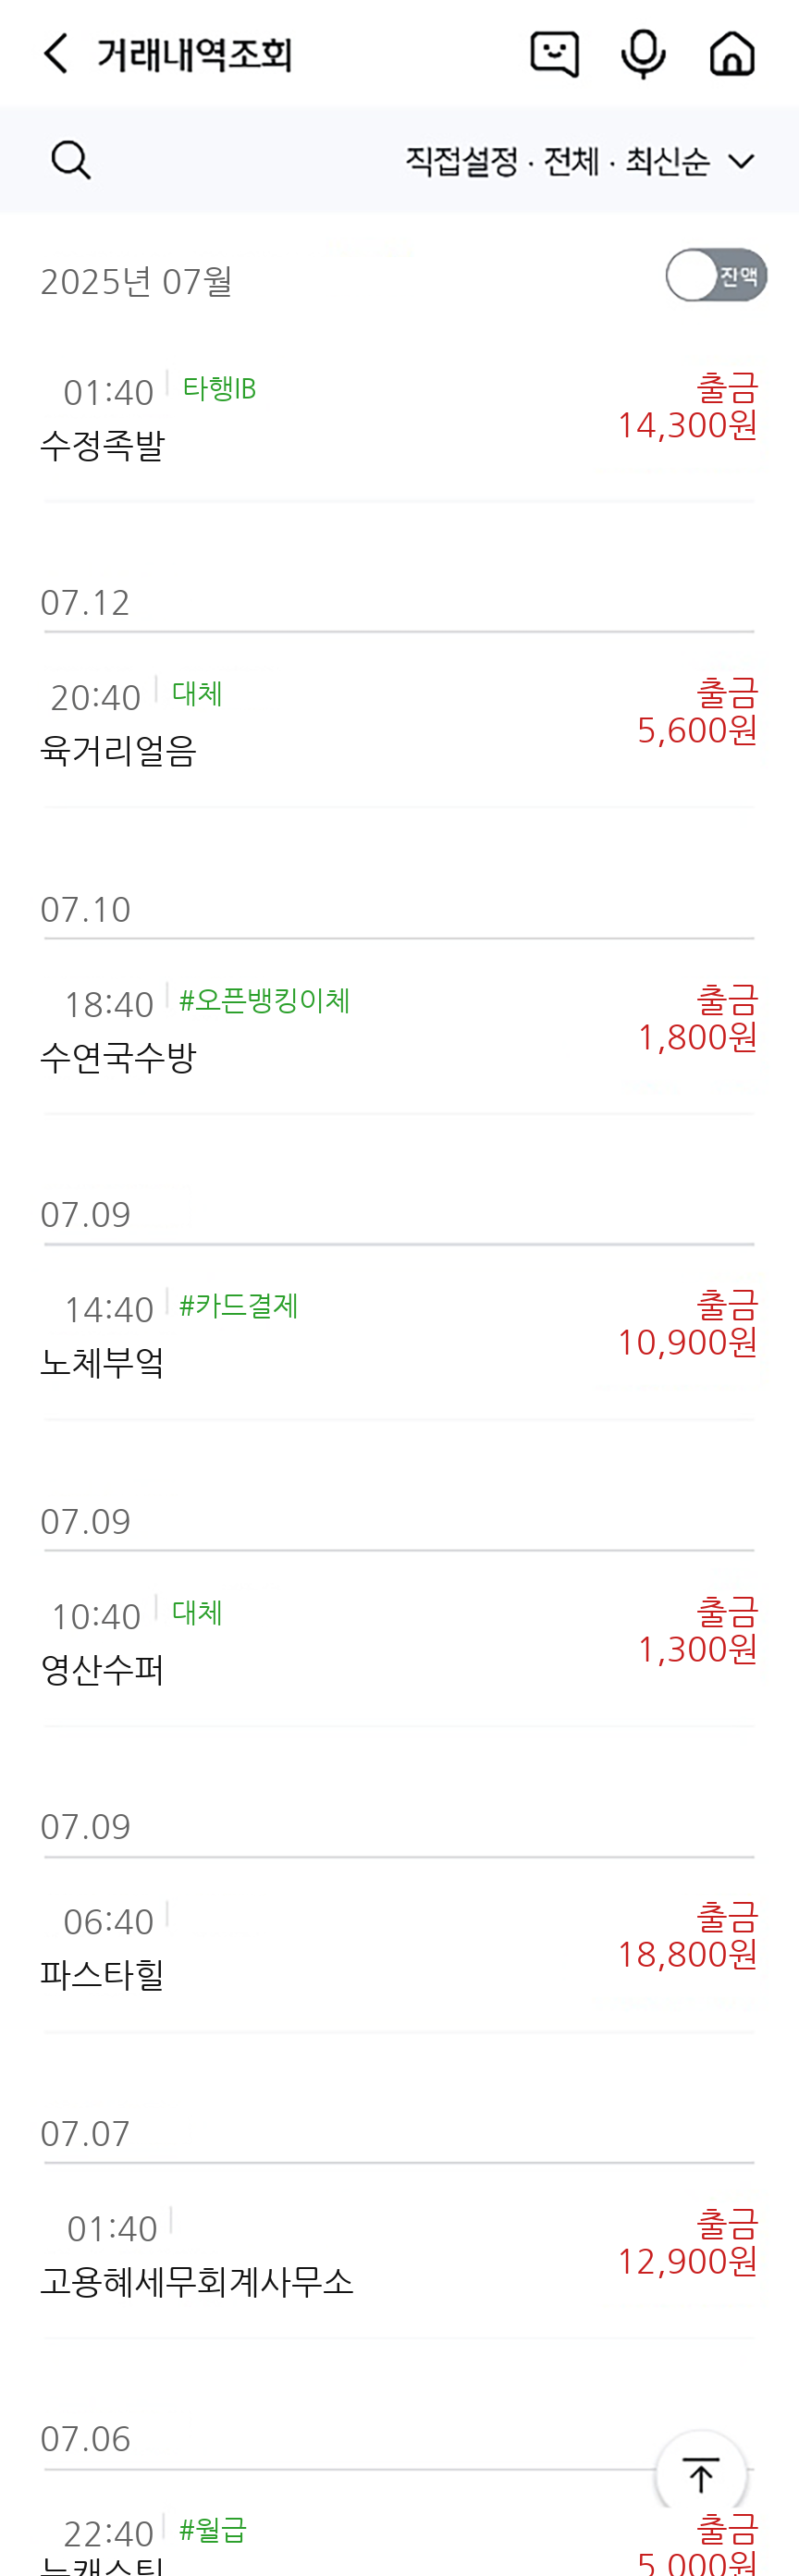 거래내역조회
직접설정 · 전체 · 최신순
2025년 07월
잔액
01:40 타행IB
출금
14,300원
수정족발
07.12
20:40 대체
출금
5,600원
육거리얼음
07.10
18:40 #오픈뱅킹이체
출금
1,800원
수연국수방
07.09
14:40 #카드결제
출금
10,900원
노체부엌
07.09
10:40 대체
출금
1,300원
영산수퍼
07.09
06:40
출금
18,800원
파스타힐
07.07
01:40
출금
12,900원
고용혜세무회계사무소
07.06
22:40 #월급
출금
5,000원